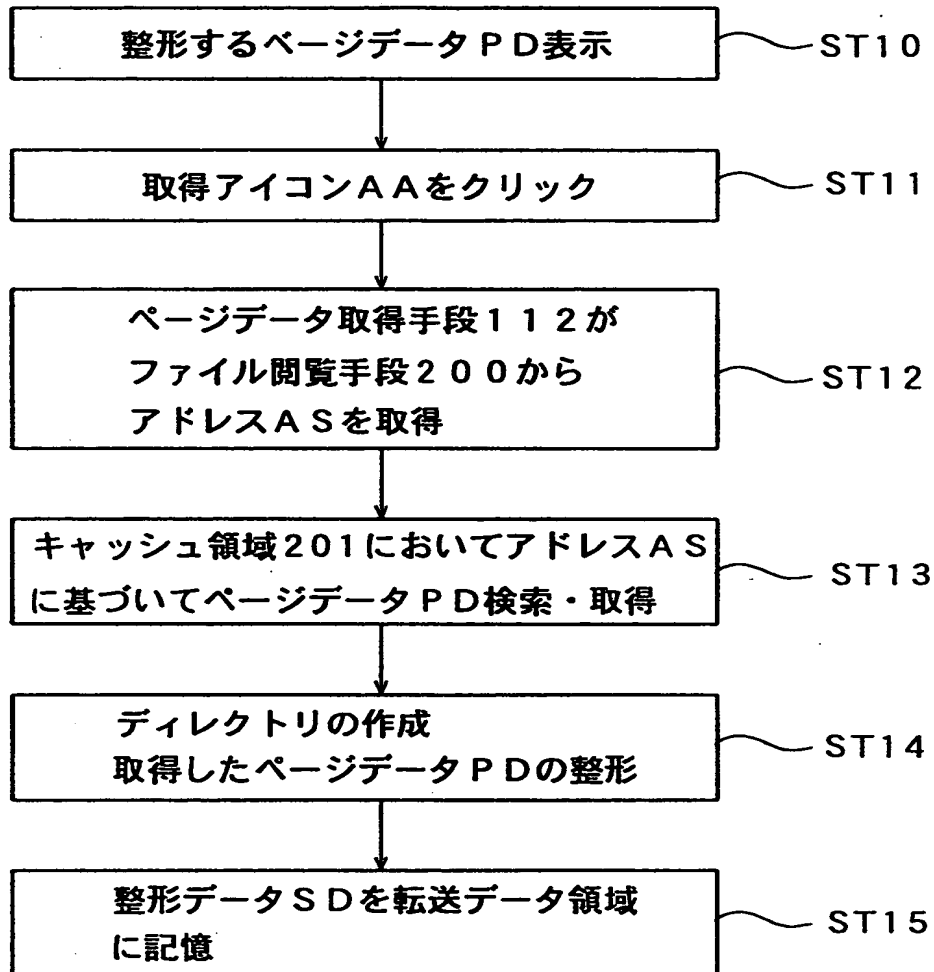 整形するページデータＰＤ表示
ST10
取得アイコンＡＡをクリック
ST11
ページデータ取得手段１１２が
ファイル閲覧手段２００から
アドレスＡＳを取得
ST12
キャッシュ領域201においてアドレスＡＳ
に基づいてページデータＰＤ検索・取得
ST13
ディレクトリの作成
取得したページデータＰＤの整形
ST14
整形データＳＤを転送データ領域
に記憶
ST15